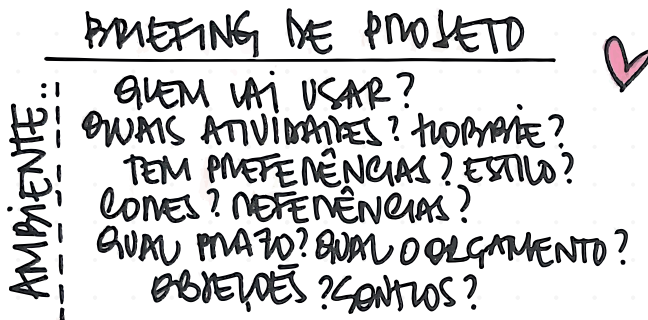 BRIEFING DE PROJETO
AMBIENTE:
QUEM VAI USAR?
QUAIS ATIVIDADES? HOBBIE?
TEM PREFERÊNCIAS? ESTILO?
CORES? REFERÊNCIAS?
QUAL PRAZO? QUAL O ORÇAMENTO?
OBJEÇÕES? SONHOS?